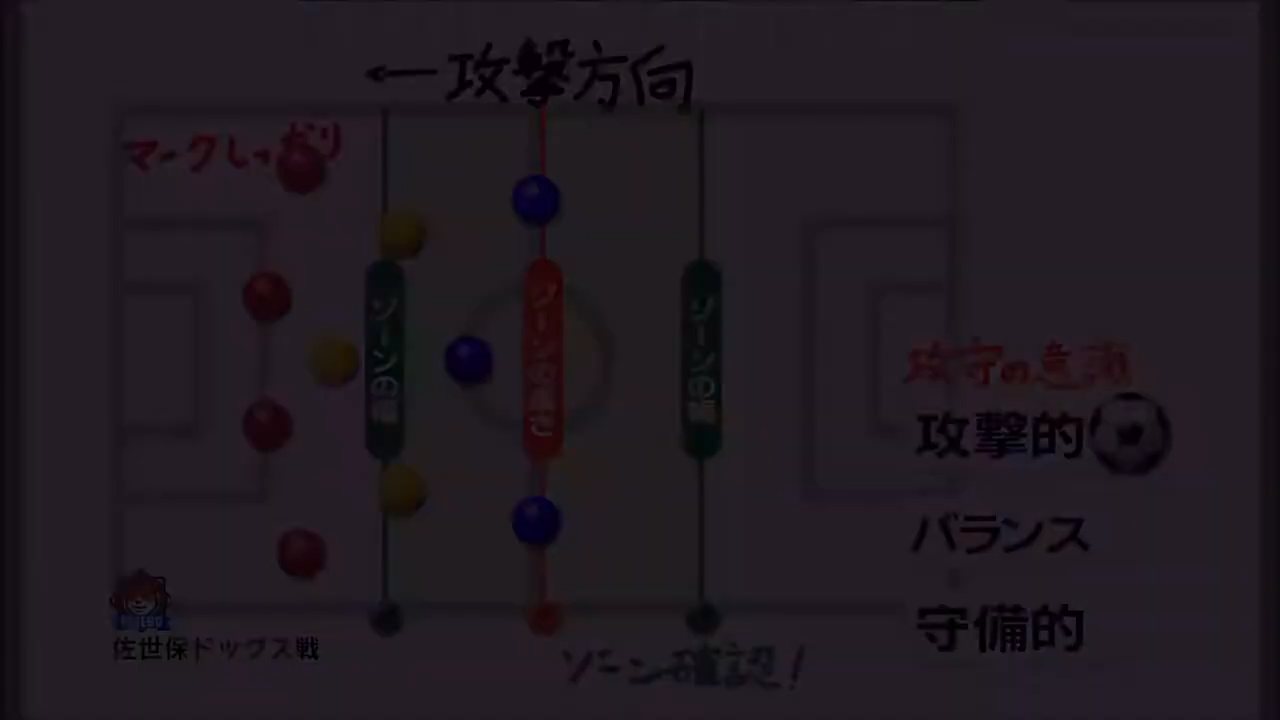 ←攻撃方向
マークしっかり
ゾーンの幅
ゾーンの高さ
ゾーンの幅
攻守の意識
攻撃的
バランス
守備的
佐世保ドッグス戦
ゾーン確認!